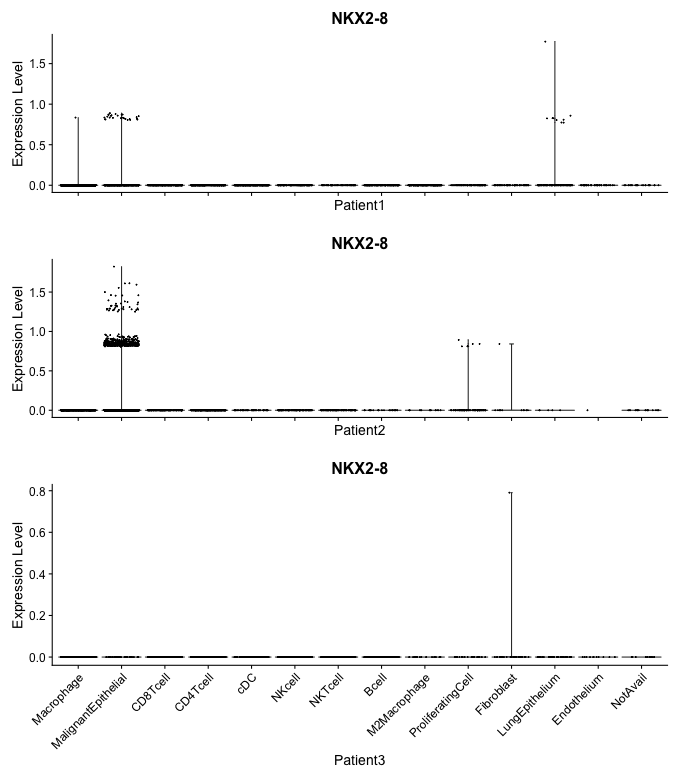 NKX2-8
Expression Level
1.5
1.0
0.5
0.0
Patient1
NKX2-8
Expression Level
1.5
1.0
0.5
0.0
Patient2
NKX2-8
Expression Level
0.8
0.6
0.4
0.2
0.0
Macrophage
MalignantEpithelial
CD8Tcell
CD4Tcell
cDC
NKcell
NKTcell
Bcell
M2Macrophage
ProliferatingCell
Fibroblast
LungEpithelium
Endothelium
NotAvail
Patient3